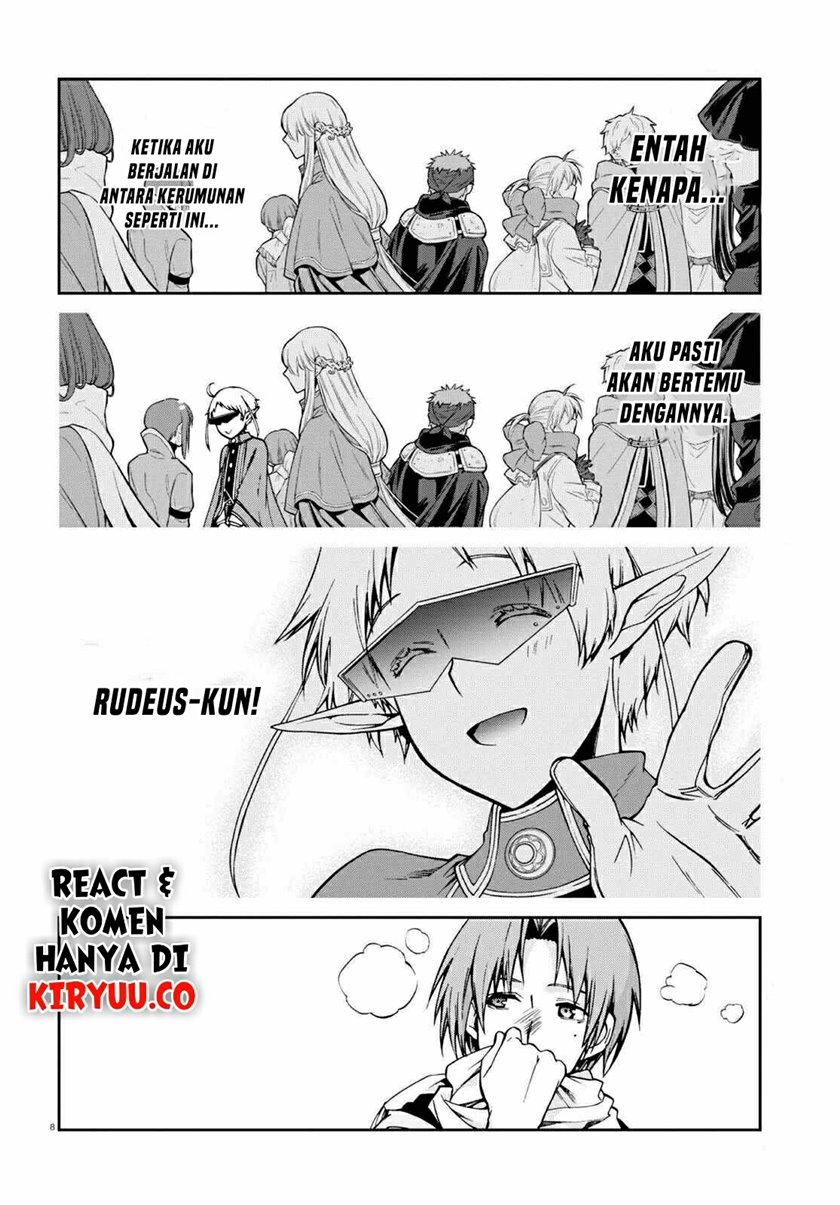 ENTAH
KENAPA...
KETIKA AKU
BERJALAN DI
ANTARA KERUMUNAN
SEPERTI INI...
AKU PASTI
AKAN BERTEMU
DENGANNYA.
RUDEUS-KUN!
REACT &
KOMEN
HANYA DI
KIRYUU.CO
8